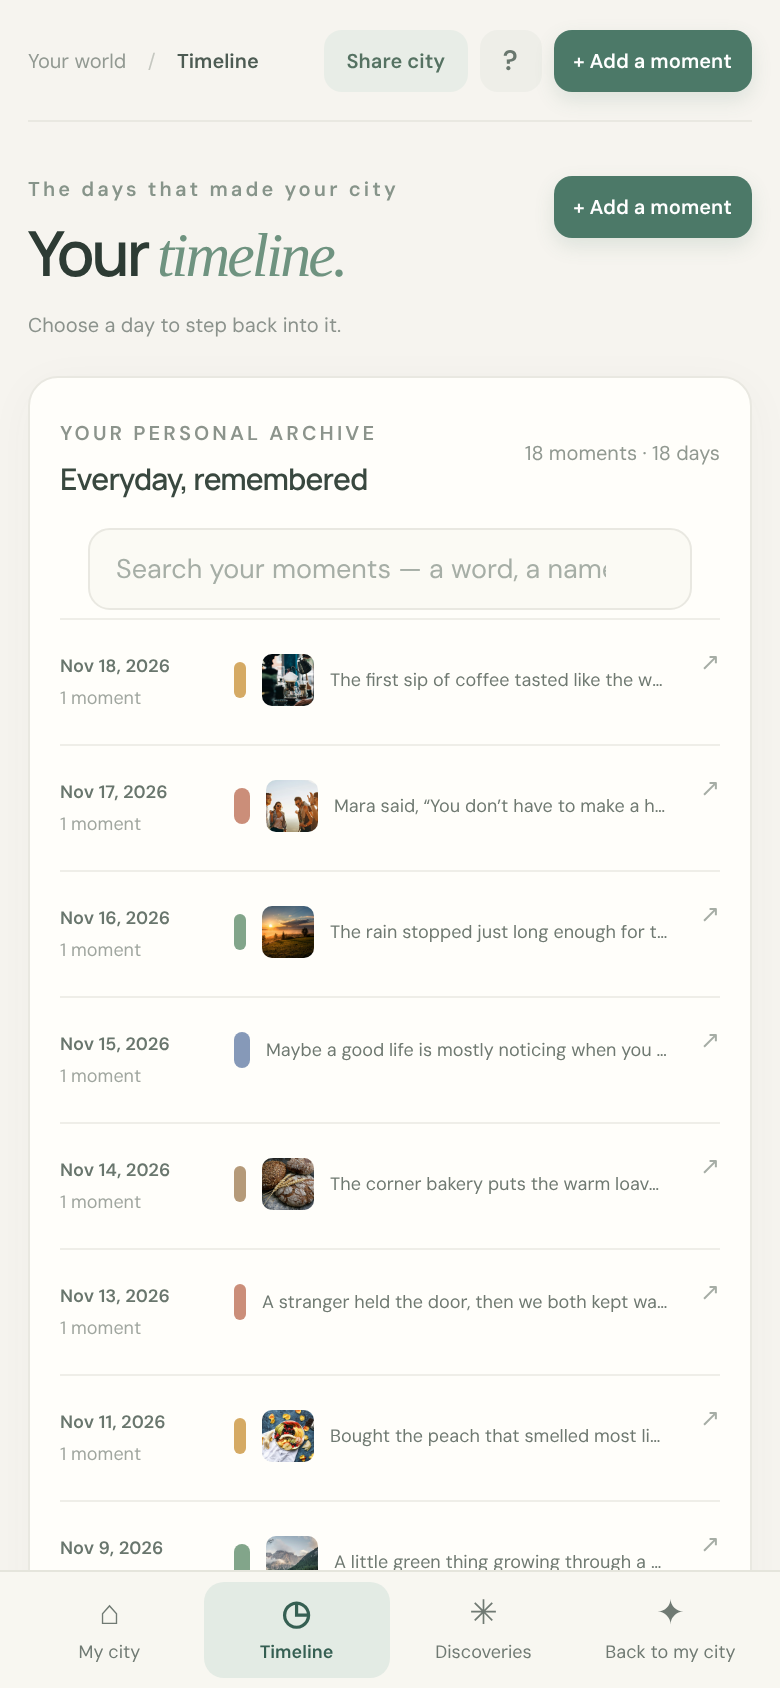 Your world / Timeline
Share city
?
+ Add a moment
The days that made your city
+ Add a moment
Your timeline.
Choose a day to step back into it.
YOUR PERSONAL ARCHIVE
18 moments · 18 days
Everyday, remembered
Search your moments — a word, a name
Nov 18, 2026
1 moment
The first sip of coffee tasted like the w...
↗
Nov 17, 2026
1 moment
Mara said, “You don’t have to make a h...
↗
Nov 16, 2026
1 moment
The rain stopped just long enough for t...
↗
Nov 15, 2026
1 moment
Maybe a good life is mostly noticing when you ...
↗
Nov 14, 2026
1 moment
The corner bakery puts the warm loav...
↗
Nov 13, 2026
1 moment
A stranger held the door, then we both kept wa...
↗
Nov 11, 2026
1 moment
Bought the peach that smelled most li...
↗
Nov 9, 2026
A little green thing growing through a ...
↗
My city
Timeline
Discoveries
Back to my city